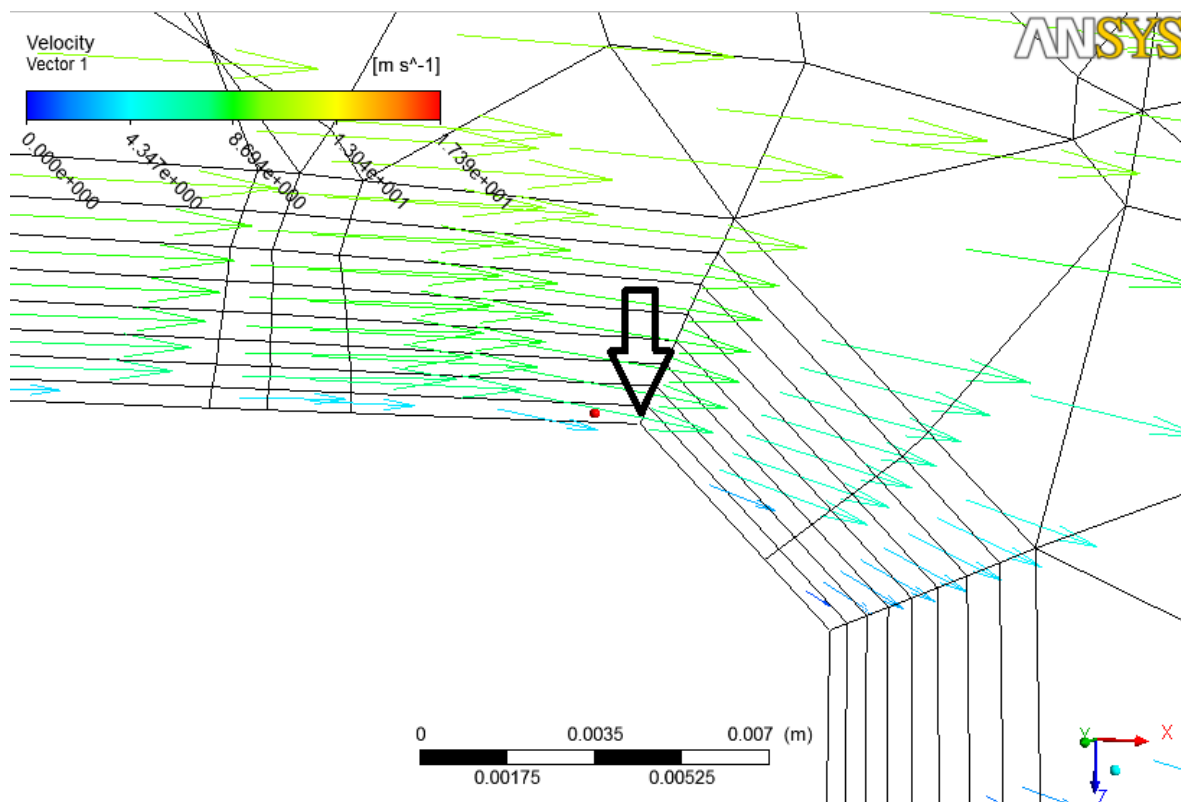 Velocity
Vector 1
[m s^-1]
ANSYS
0.000e+000
4.347e+000
8.694e+000
1.304e+001
1.739e+001
0 0.0035 0.007 (m)
0.00175 0.00525
Y X
Z